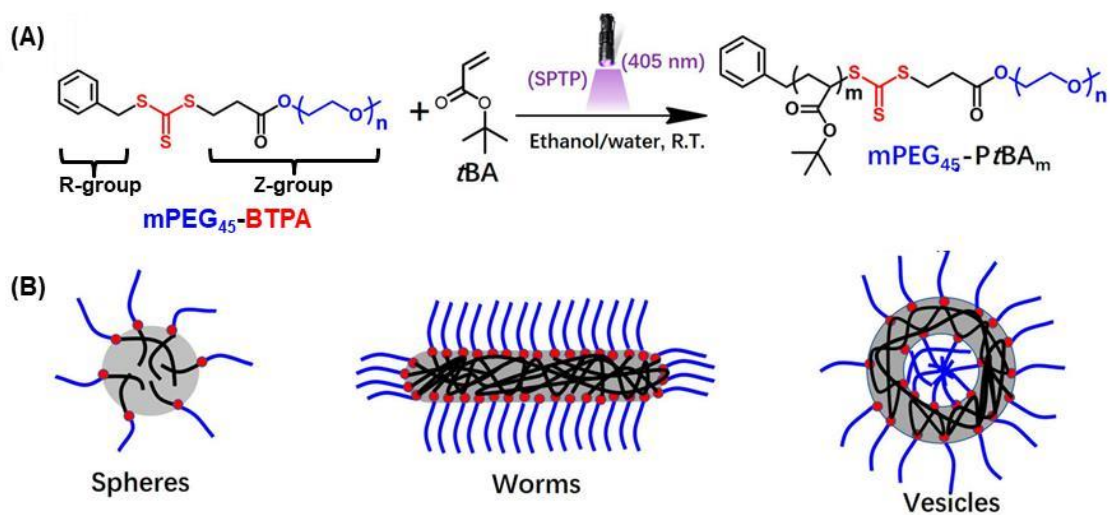 (A)
S
S
S
O
O
O
n
R-group
Z-group
mPEG45-BTPA
+
O
O
tBA
(SPTP)
(405 nm)
Ethanol/water, R.T.
m
O
O
S
S
S
O
O
O
n
mPEG45-PtBAm
(B)
Spheres
Worms
Vesicles